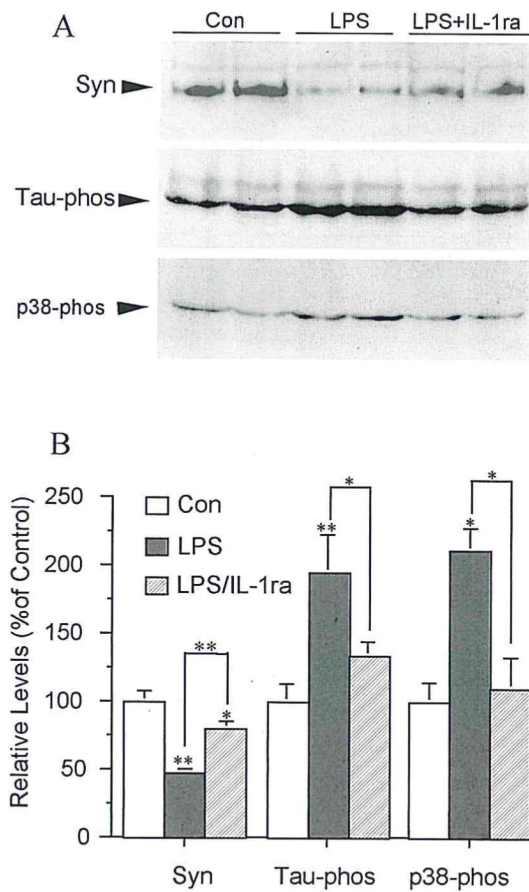 A
Con LPS LPS+IL-1ra
Syn
Tau-phos
p38-phos
B
Relative Levels (%of Control)
250
200
150
100
50
0
Con
LPS
LPS/IL-1ra
** ** *
** *
* *
Syn Tau-phos p38-phos